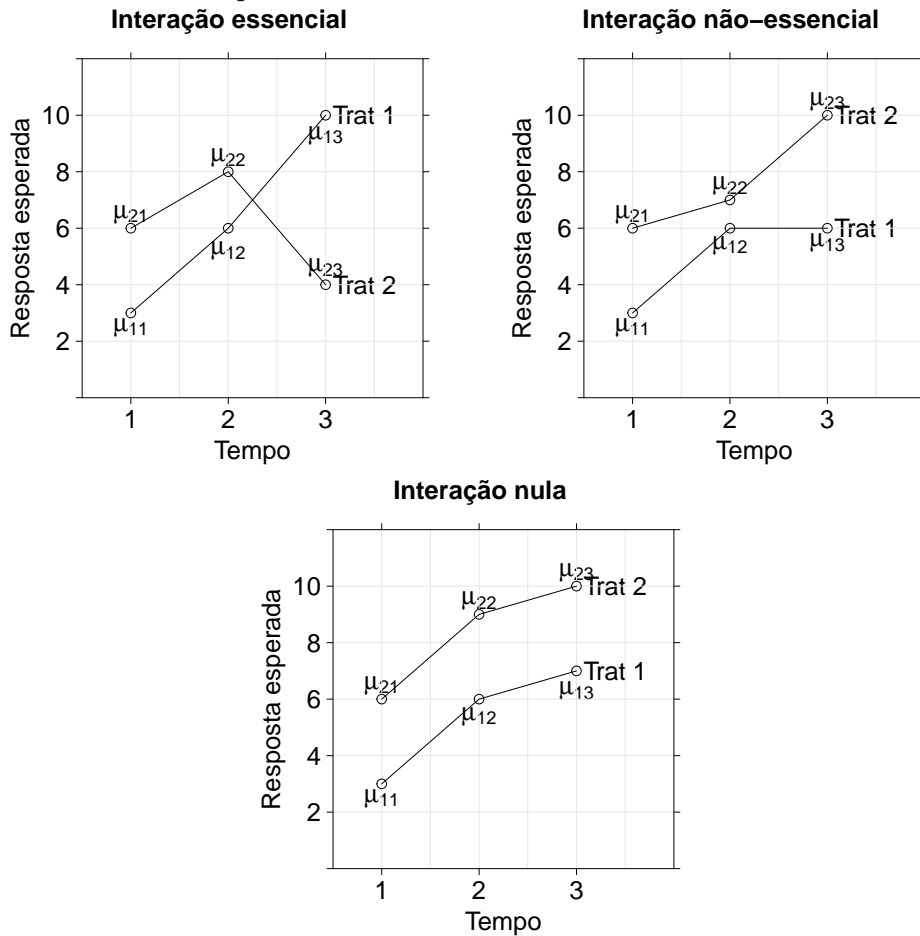 Interação essencial
Resposta esperada
10
8
6
4
2
μ21
μ22
μ23
μ11
μ12
μ13
Trat 1
Trat 2
1 2 3
Tempo
Interação não−essencial
Resposta esperada
10
8
6
4
2
μ21
μ22
μ23
μ11
μ12
μ13
Trat 2
Trat 1
1 2 3
Tempo
Interação nula
Resposta esperada
10
8
6
4
2
μ21
μ22
μ23
μ11
μ12
μ13
Trat 2
Trat 1
1 2 3
Tempo